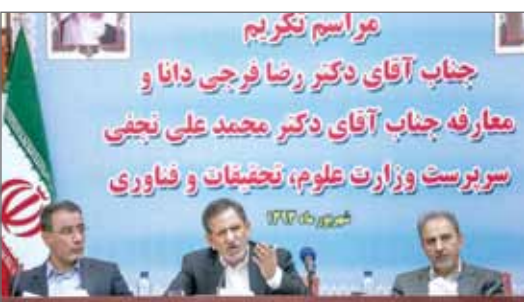 مراسم تکریم
جناب آقای دکتر رضا فرجی دانا و
معارفه جناب آقای دکتر محمد علی نجفی
سرپرست وزارت علوم، تحقیقات و فناوری
شهریور ماه ۱۳۹۳